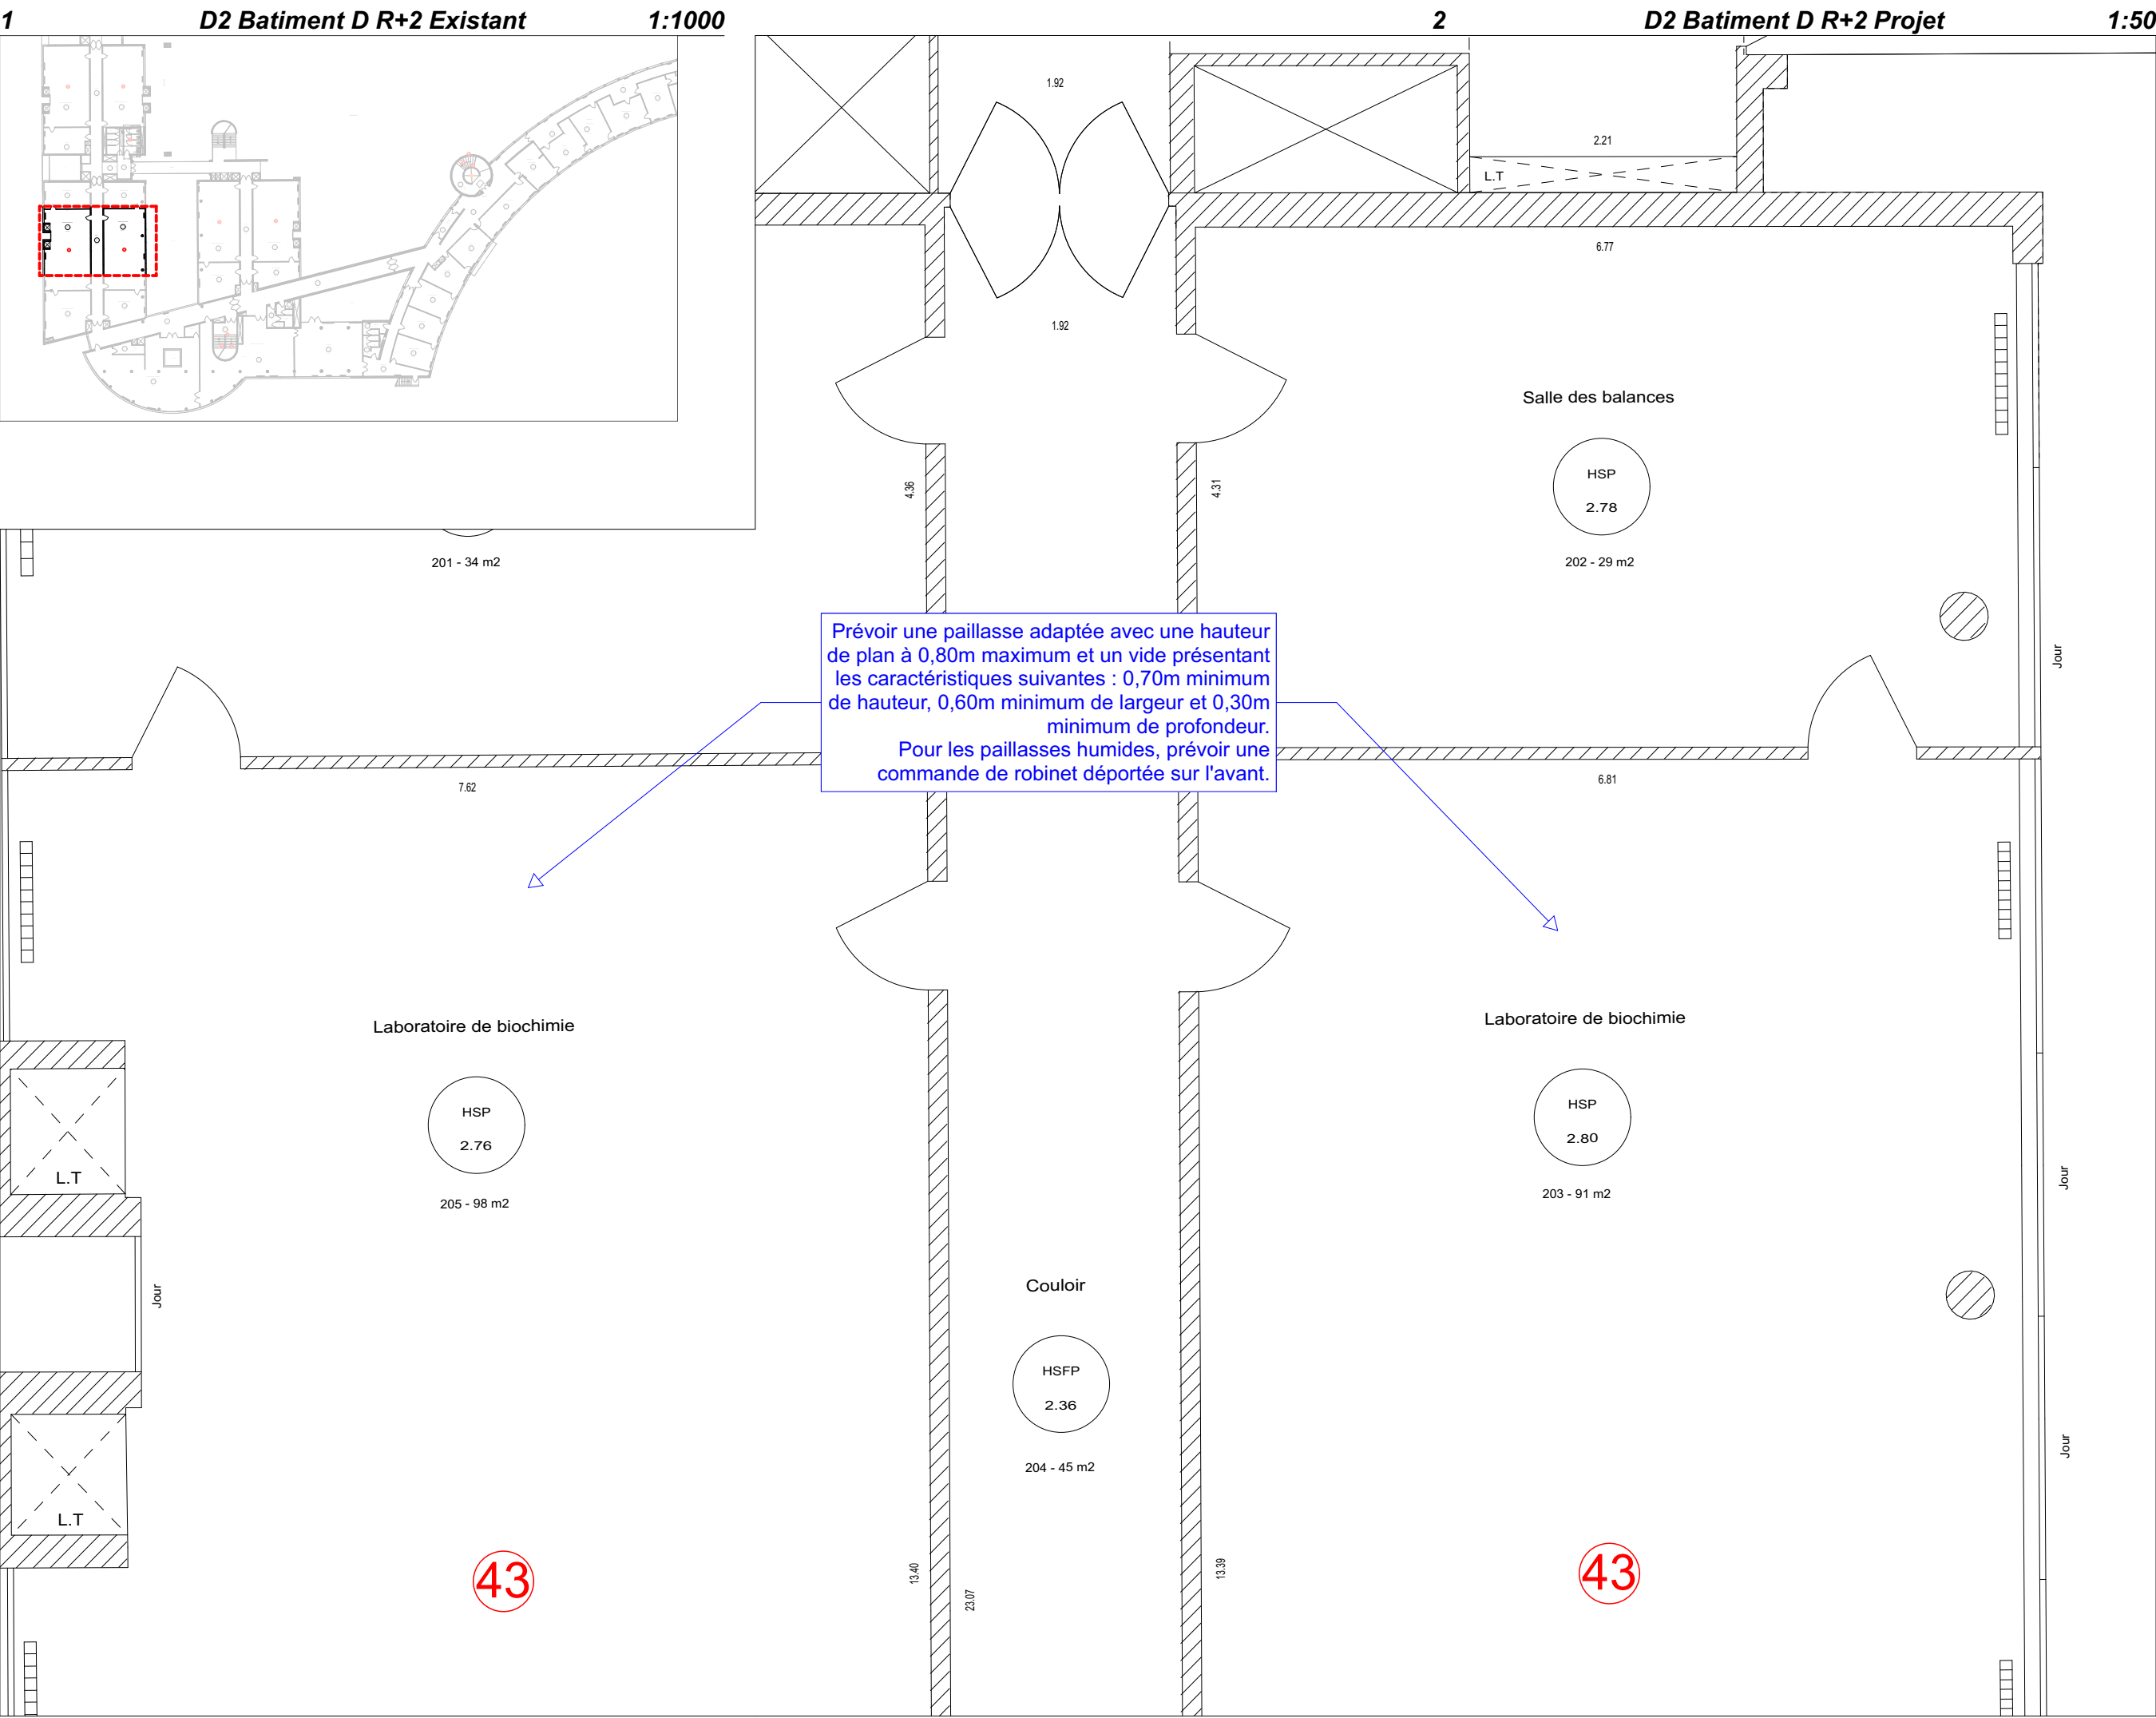 1 D2 Batiment D R+2 Existant 1:1000
2 D2 Batiment D R+2 Projet 1:50
1.92
2.21
L.T
6.77
1.92
Salle des balances
HSP
2.78
202 - 29 m2
4.36
4.31
201 - 34 m2
Prévoir une paillasse adaptée avec une hauteur
de plan à 0,80m maximum et un vide présentant
les caractéristiques suivantes : 0,70m minimum
de hauteur, 0,60m minimum de largeur et 0,30m
minimum de profondeur.
Pour les paillasses humides, prévoir une
commande de robinet déportée sur l'avant.
Jour
7.62
6.81
Laboratoire de biochimie
HSP
2.76
205 - 98 m2
Laboratoire de biochimie
HSP
2.80
203 - 91 m2
L.T
Jour
Jour
Couloir
HSFP
2.36
204 - 45 m2
Jour
L.T
43
43
13.40
23.07
13.39